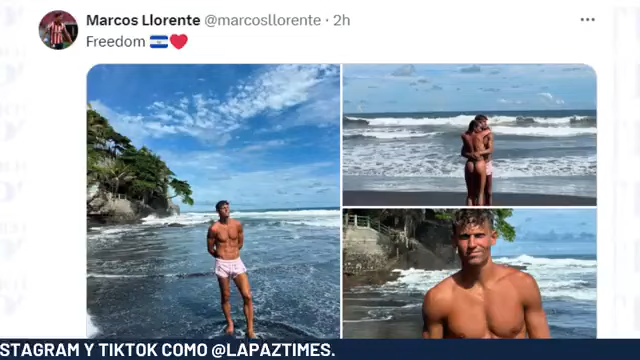 Marcos Llorente @marcosllorente · 2h
Freedom 🇸🇻❤️
STAGRAM Y TIKTOK COMO @LAPAZTIMES.